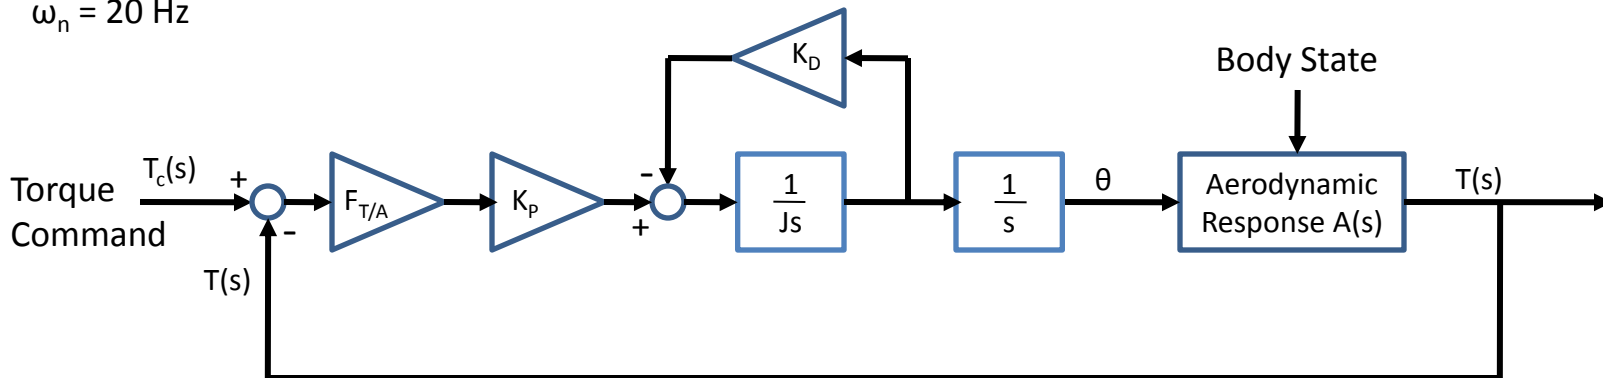 ωn = 20 Hz
KD
Body State
Torque
Command
Tc(s)
+
-
T(s)
FT/A
KP
-
+
1
Js
1
s
θ
Aerodynamic
Response A(s)
T(s)